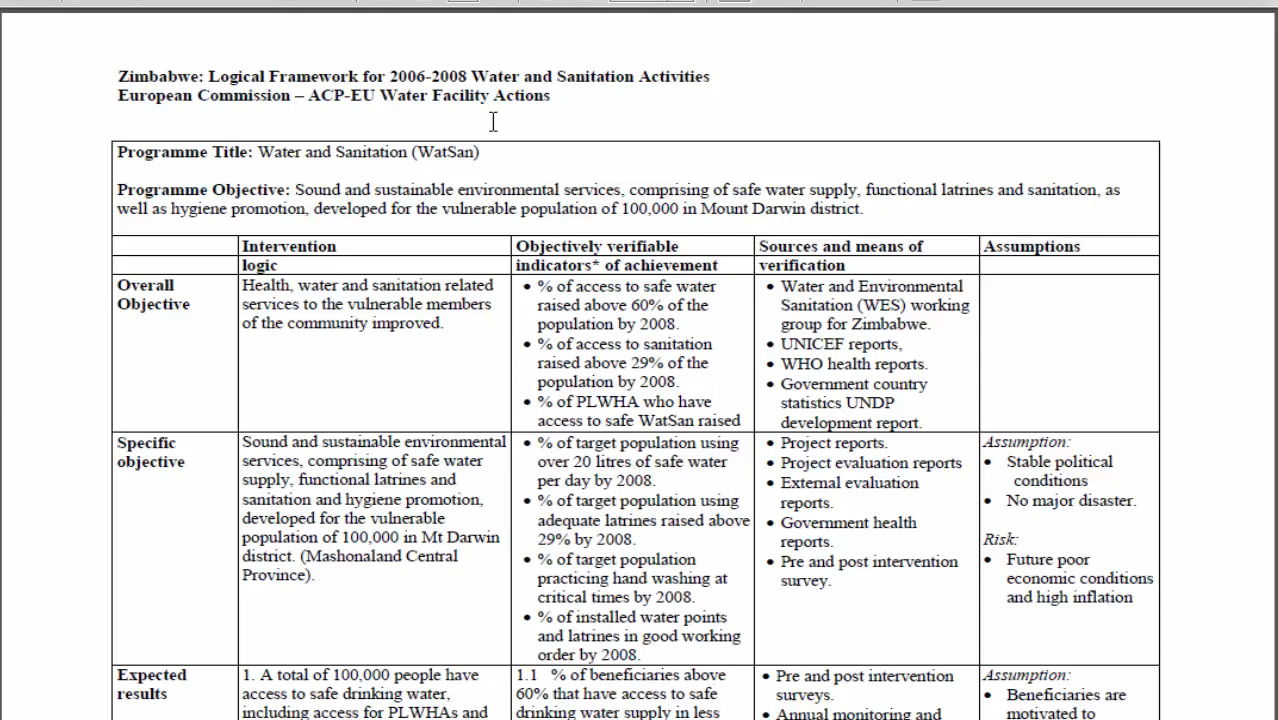 Zimbabwe: Logical Framework for 2006-2008 Water and Sanitation Activities
European Commission – ACP-EU Water Facility Actions
Programme Title: Water and Sanitation (WatSan)
Programme Objective: Sound and sustainable environmental services, comprising of safe water supply, functional latrines and sanitation, as
well as hygiene promotion, developed for the vulnerable population of 100,000 in Mount Darwin district.
Intervention
logic
Objectively verifiable
indicators* of achievement
Sources and means of
verification
Assumptions
Overall
Objective
Health, water and sanitation related
services to the vulnerable members
of the community improved.
• % of access to safe water
raised above 60% of the
population by 2008.
• % of access to sanitation
raised above 29% of the
population by 2008.
• % of PLWHA who have
access to safe WatSan raised
• Water and Environmental
Sanitation (WES) working
group for Zimbabwe.
• UNICEF reports,
• WHO health reports.
• Government country
statistics UNDP
development report.
Specific
objective
Sound and sustainable environmental
services, comprising of safe water
supply, functional latrines and
sanitation and hygiene promotion,
developed for the vulnerable
population of 100,000 in Mt Darwin
district. (Mashonaland Central
Province).
• % of target population using
over 20 litres of safe water
per day by 2008.
• % of target population using
adequate latrines raised above
29% by 2008.
• % of target population
practicing hand washing at
critical times by 2008.
• % of installed water points
and latrines in good working
order by 2008.
• Project reports.
• Project evaluation reports
• External evaluation
reports.
• Government health
reports.
• Pre and post intervention
survey.
Assumption:
• Stable political
conditions
• No major disaster.
Risk:
• Future poor
economic conditions
and high inflation
Expected
results
1. A total of 100,000 people have
access to safe drinking water,
including access for PLWHAs and
1.1 % of beneficiaries above
60% that have access to safe
drinking water supply in less
• Pre and post intervention
surveys.
• Annual monitoring and
Assumption:
• Beneficiaries are
motivated to